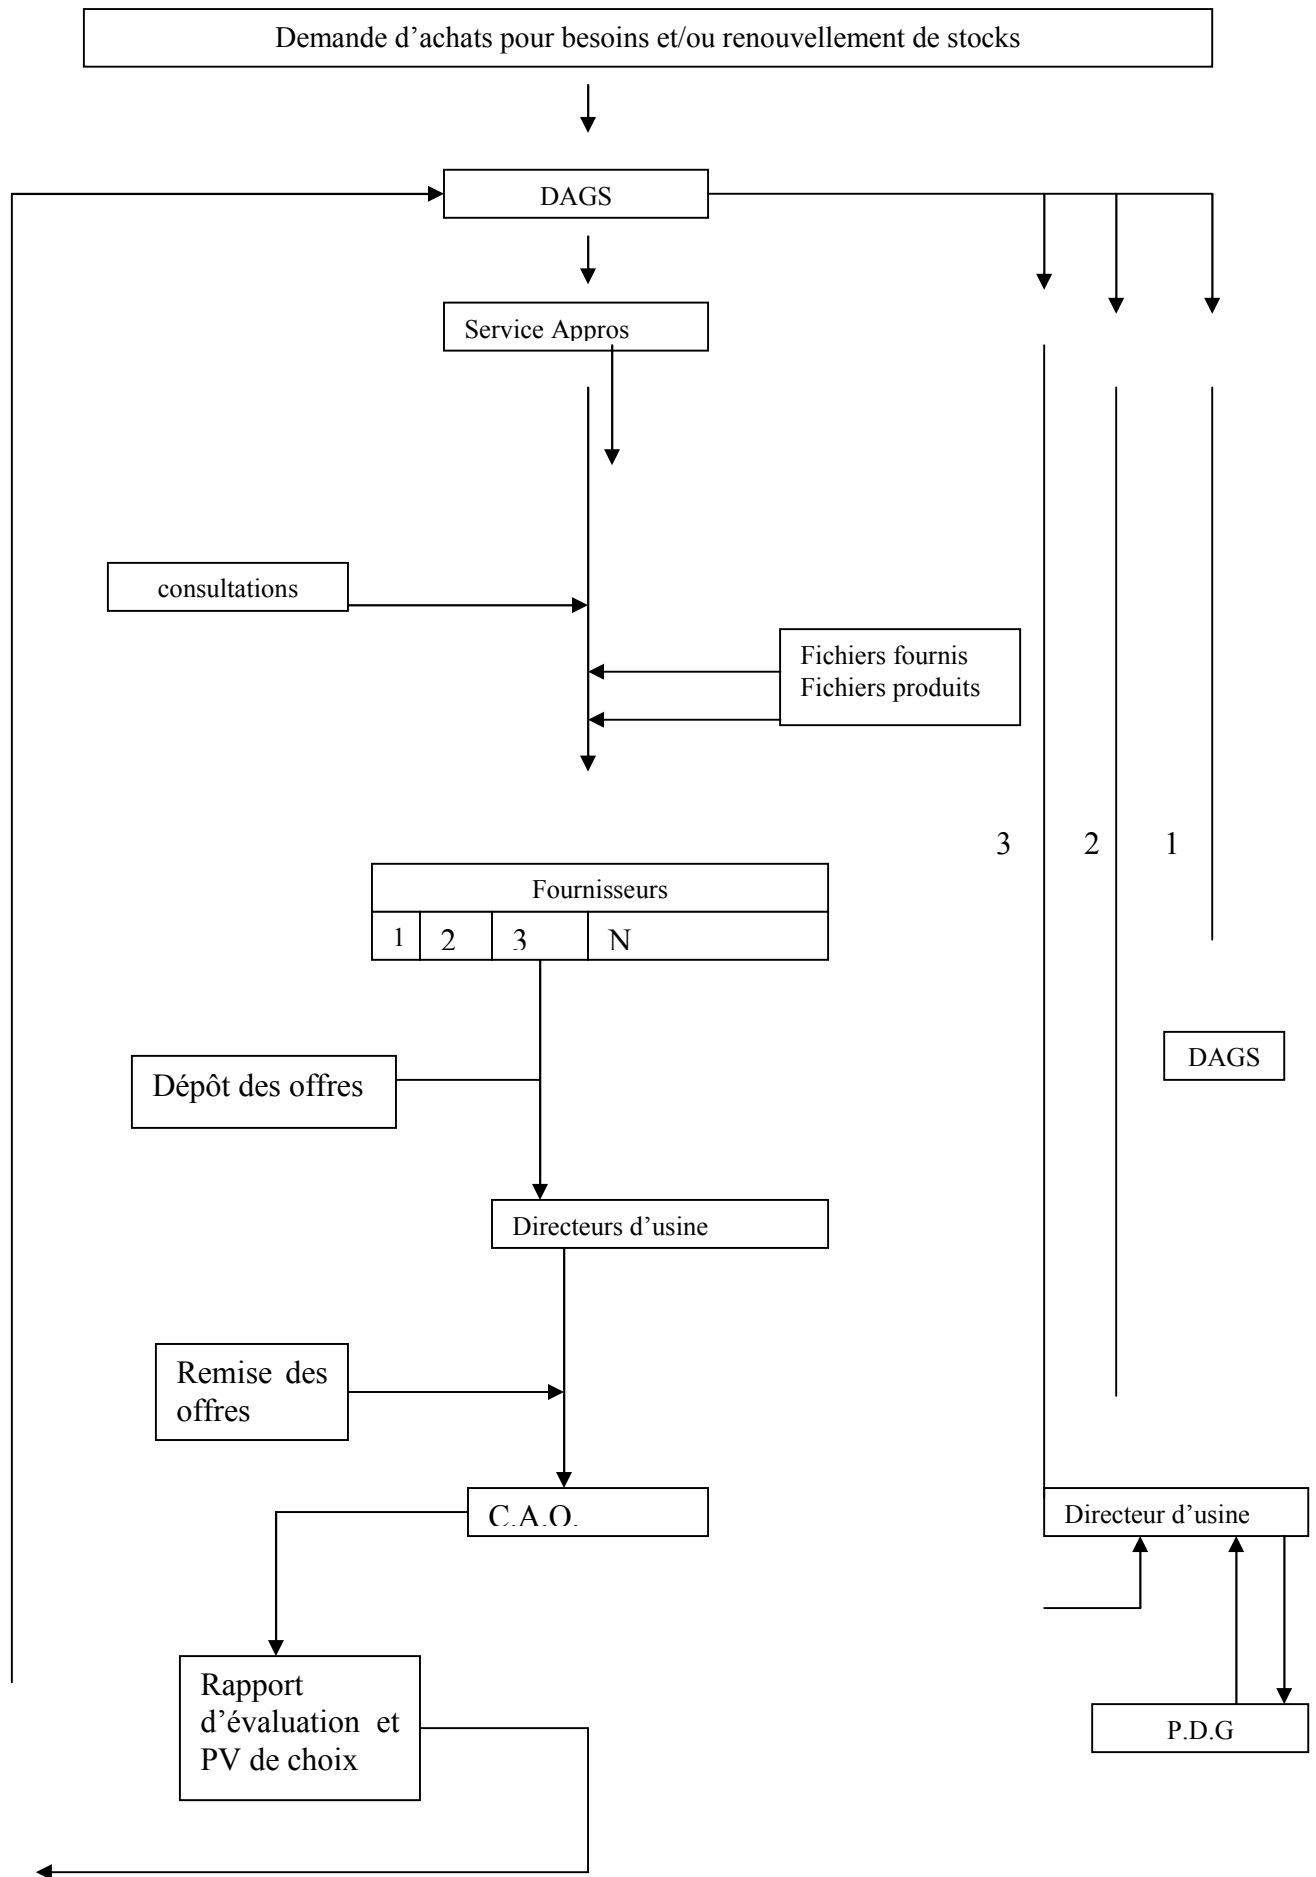 Demande d’achats pour besoins et/ou renouvellement de stocks
DAGS
Service Appros
consultations
Fichiers fournis
Fichiers produits
3 2 1
Fournisseurs
1 2 3 N
DAGS
Dépôt des offres
Directeurs d’usine
Remise des
offres
C.A.O.
Directeur d’usine
Rapport
d’évaluation et
PV de choix
P.D.G